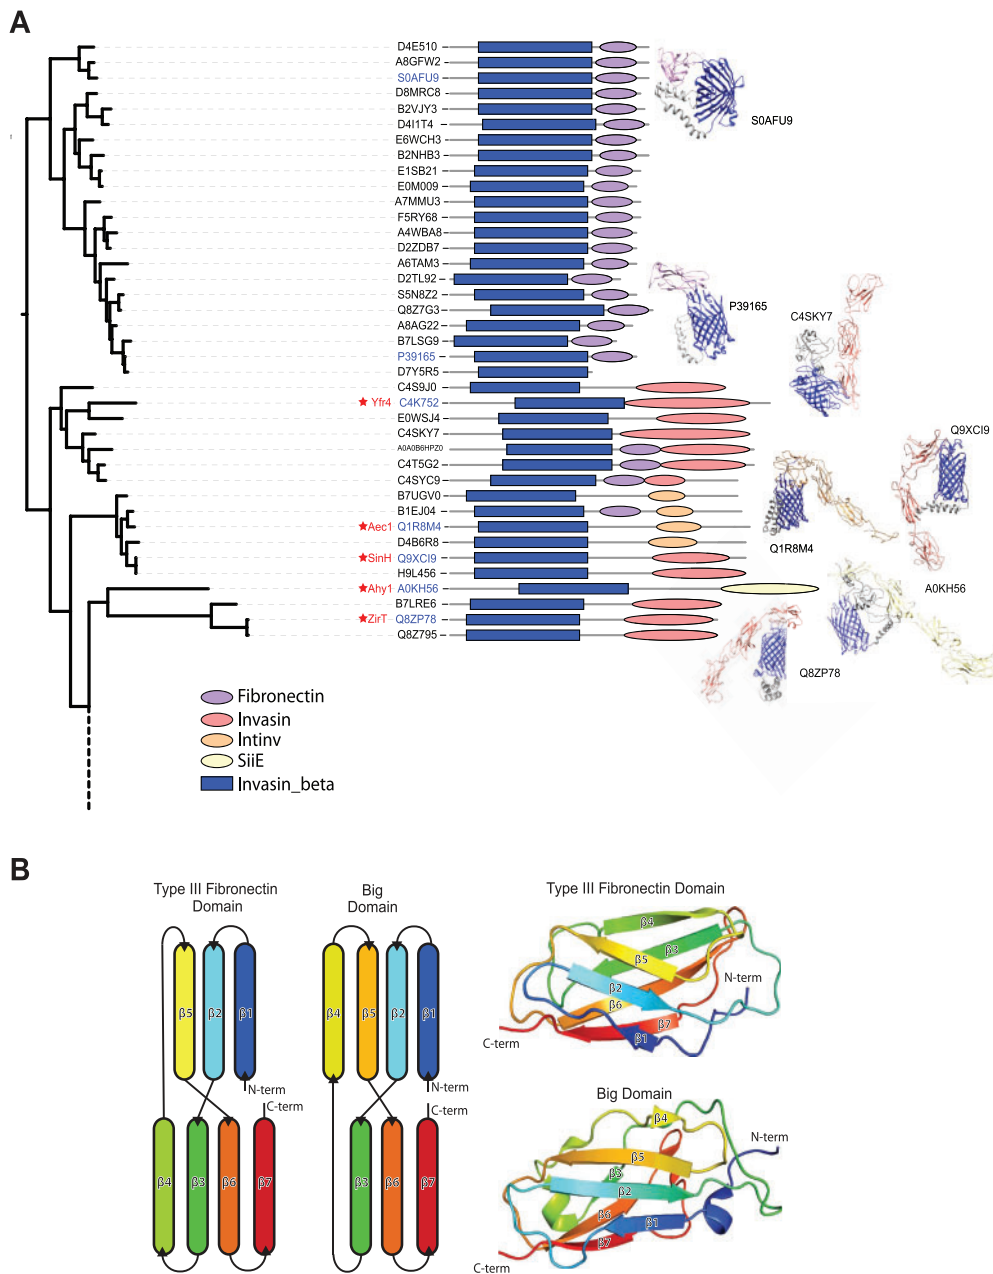 A
D4E510
A8GFW2
S0AFU9
D8MRC8
B2VJY3
D4I1T4
E6WCH3
B2NHB3
E1SB21
E0M009
A7MMU3
F5RY68
A4WBA8
D2ZDB7
A6TAM3
D2TL92
S5N8Z2
Q8Z7G3
A8AG22
B7LSG9
P39165
D7Y5R5
C4S9J0
★ Yfr4 C4K752
E0WSJ4
C4SKY7
A0A0B6HPZ0
C4T5G2
C4SYC9
B7UGV0
B1EJ04
★Aec1 Q1R8M4
D4B6R8
★SinH Q9XCI9
H9L456
★Ahy1 A0KH56
B7LRE6
★ZirT Q8ZP78
Q8Z795
S0AFU9
P39165
C4SKY7
Q9XCI9
Q1R8M4
A0KH56
Q8ZP78
Fibronectin
Invasin
Intinv
SiiE
Invasin_beta
B
Type III Fibronectin
Domain
β5
β2
β1
N-term
C-term
β4
β3
β6
β7
Big
Domain
β4
β5
β2
β1
N-term
C-term
β3
β6
β7
Type III Fibronectin Domain
β4
β3
β5
N-term
β2
β6
β7
β1
C-term
Big Domain
β4
N-term
β5
β3
β2
β6
β1
β7
C-term